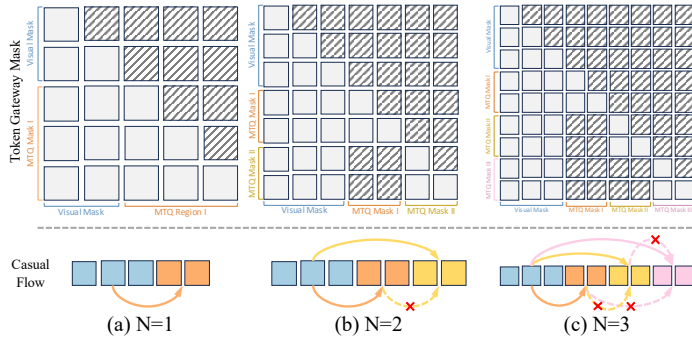 Token Gateway Mask
Visual Mask
MTQ Mask I
Visual Mask
MTQ Region I
Visual Mask
MTQ Mask I
MTQ Mask II
Visual Mask
MTQ Mask I
MTQ Mask II
Visual Mask
MTQ Mask I
MTQ Mask II
MTQ Mask III
Visual Mask
MTQ Mask I
MTQ Mask II
MTQ Mask III
Casual
Flow
(a) N=1
(b) N=2
(c) N=3